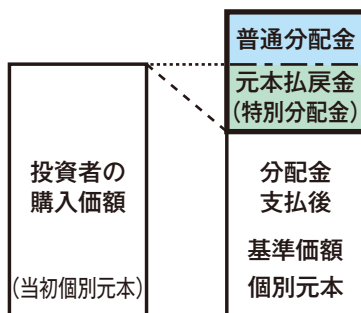 普通分配金
元本払戻金
(特別分配金)
投資者の
購入価額
(当初個別元本)
分配金
支払後
基準価額
個別元本